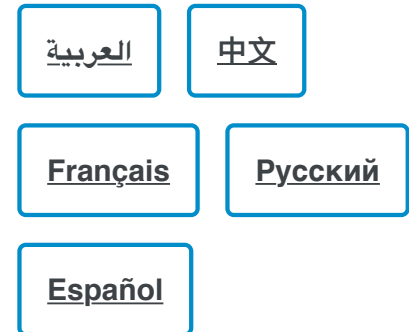 العربية
中文
Français
Русский
Español